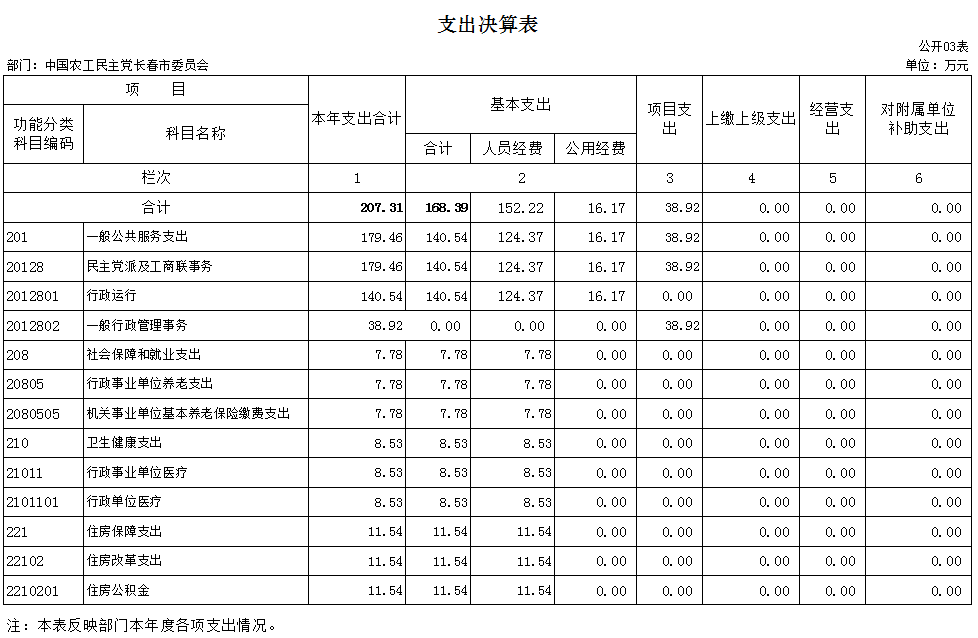 支出决算表
公开03表
部门：中国农工民主党长春市委员会 单位：万元
项 目 本年支出合计 基本支出 项目支出 上缴上级支出 经营支出 对附属单位补助支出
功能分类科目编码 科目名称 合计 人员经费 公用经费
栏次 1 2 3 4 5 6
合计 207.31 168.39 152.22 16.17 38.92 0.00 0.00 0.00
201 一般公共服务支出 179.46 140.54 124.37 16.17 38.92 0.00 0.00 0.00
20128 民主党派及工商联事务 179.46 140.54 124.37 16.17 38.92 0.00 0.00 0.00
2012801 行政运行 140.54 140.54 124.37 16.17 0.00 0.00 0.00 0.00
2012802 一般行政管理事务 38.92 0.00 0.00 0.00 38.92 0.00 0.00 0.00
208 社会保障和就业支出 7.78 7.78 7.78 0.00 0.00 0.00 0.00 0.00
20805 行政事业单位养老支出 7.78 7.78 7.78 0.00 0.00 0.00 0.00 0.00
2080505 机关事业单位基本养老保险缴费支出 7.78 7.78 7.78 0.00 0.00 0.00 0.00 0.00
210 卫生健康支出 8.53 8.53 8.53 0.00 0.00 0.00 0.00 0.00
21011 行政事业单位医疗 8.53 8.53 8.53 0.00 0.00 0.00 0.00 0.00
2101101 行政单位医疗 8.53 8.53 8.53 0.00 0.00 0.00 0.00 0.00
221 住房保障支出 11.54 11.54 11.54 0.00 0.00 0.00 0.00 0.00
22102 住房改革支出 11.54 11.54 11.54 0.00 0.00 0.00 0.00 0.00
2210201 住房公积金 11.54 11.54 11.54 0.00 0.00 0.00 0.00 0.00
注：本表反映部门本年度各项支出情况。